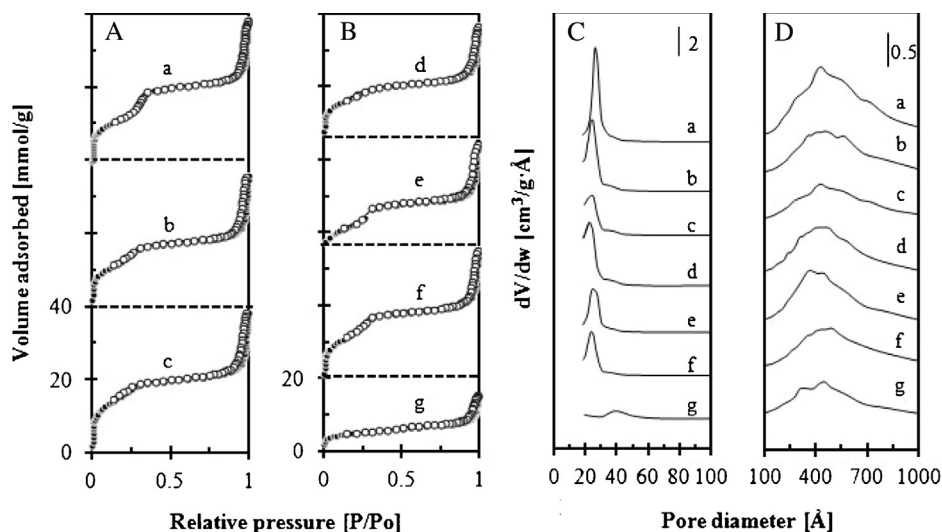 A
B
C
D
2
0.5
a
b
c
d
e
f
g
a
b
c
d
e
f
g
a
b
c
d
e
f
g
Volume adsorbed [mmol/g]
40
20
0
20
0
0
0.5
1
0
0.5
1
Relative pressure [P/Po]
dV/dw [cm³/g·Å]
0 20 40 60 80 100
100 400 700 1000
Pore diameter [Å]